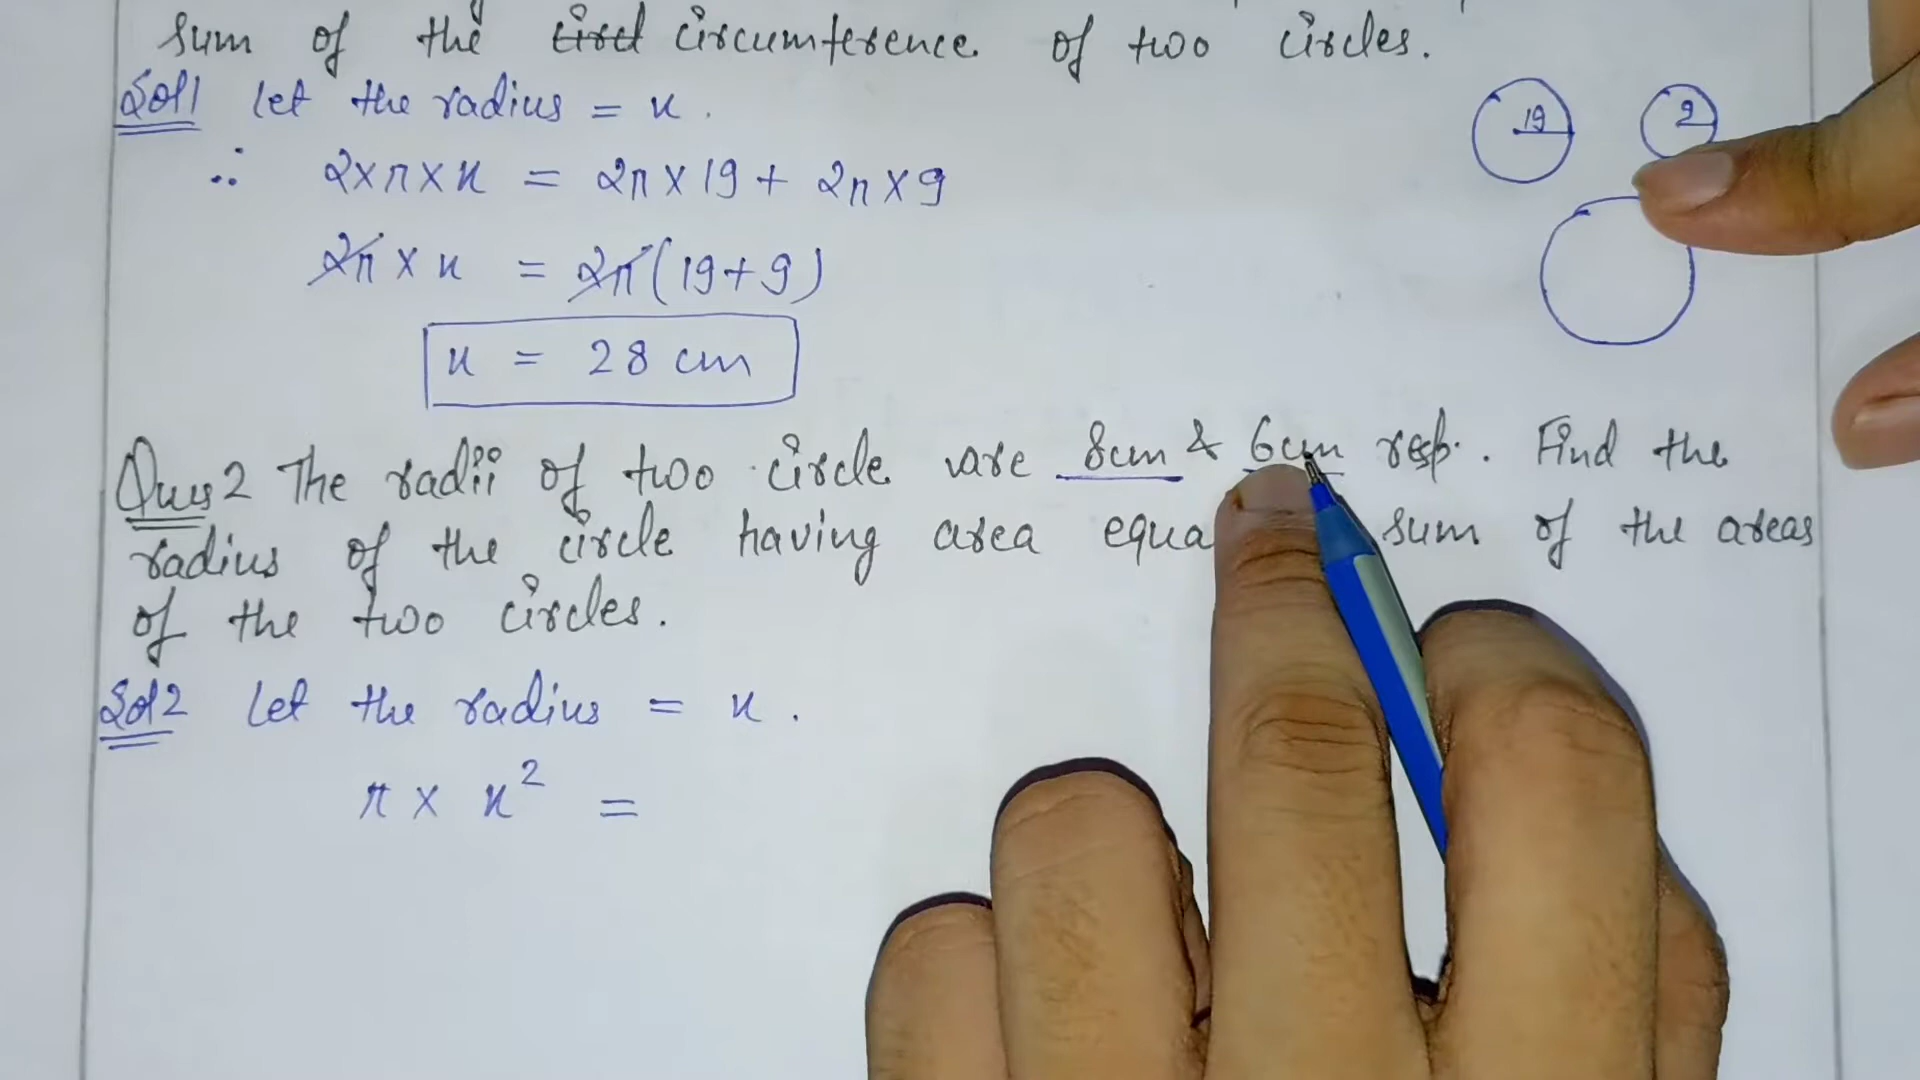 sum of the circumference of two circles.
Sol1 let the radius = x.
19
9
∴ 2×π×x = 2π×19 + 2π×9
2π×x = 2π(19+9)
x = 28 cm
Ques2 The radii of two circle are 8cm & 6cm resp. Find the
radius of the circle having area equa sum of the areas
of the two circles.
Sol2 Let the radius = x.
π× x² =